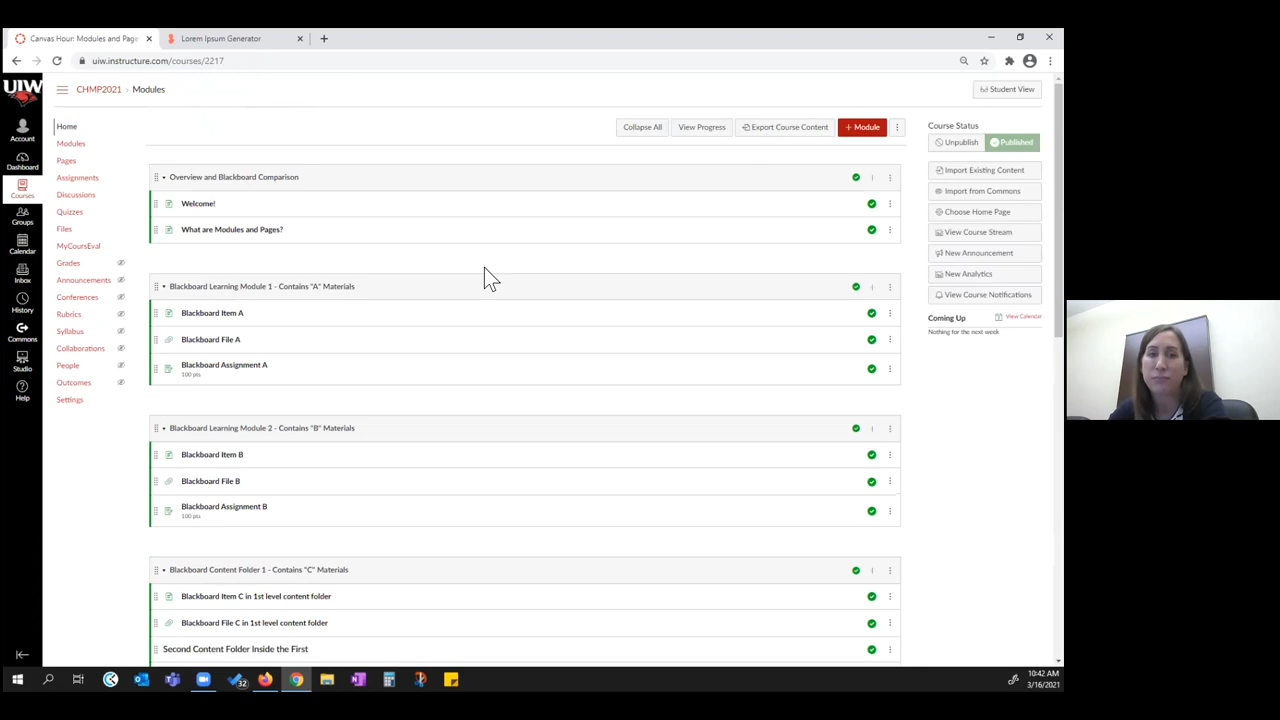 Canvas Hour: Modules and Page
Lorem Ipsum Generator
uiw.instructure.com/courses/2217
UIW
CHMP2021 › Modules
Student View
Account
Dashboard
Courses
Groups
Calendar
Inbox
History
Commons
Studio
Help
Home
Modules
Pages
Assignments
Discussions
Quizzes
Files
MyCoursEval
Grades
Announcements
Conferences
Rubrics
Syllabus
Collaborations
People
Outcomes
Settings
Collapse All
View Progress
Export Course Content
+ Module
Overview and Blackboard Comparison
Welcome!
What are Modules and Pages?
Blackboard Learning Module 1 - Contains "A" Materials
Blackboard Item A
Blackboard File A
Blackboard Assignment A
100 pts
Blackboard Learning Module 2 - Contains "B" Materials
Blackboard Item B
Blackboard File B
Blackboard Assignment B
100 pts
Blackboard Content Folder 1 - Contains "C" Materials
Blackboard Item C in 1st level content folder
Blackboard File C in 1st level content folder
Second Content Folder Inside the First
Course Status
Unpublish
Published
Import Existing Content
Import from Commons
Choose Home Page
View Course Stream
New Announcement
New Analytics
View Course Notifications
Coming Up
View Calendar
Nothing for the next week
32
10:42 AM
3/16/2021